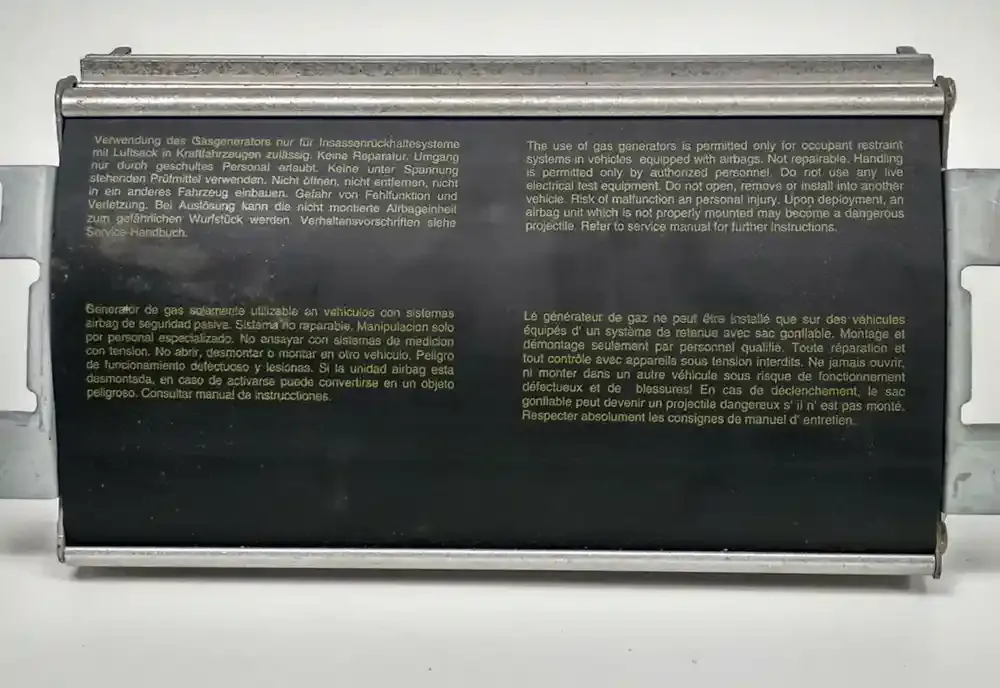 Verwendung des Gasgenerators nur für Insassenrückhaltesysteme
mit Luftsack in Kraftfahrzeugen zulässig. Keine Reparatur. Umgang
nur durch geschultes Personal erlaubt. Keine unter Spannung
stehenden Prüfmittel verwenden. Nicht öffnen, nicht entfernen, nicht
in ein anderes Fahrzeug einbauen. Gefahr von Fehlfunktion und
Verletzung. Bei Auslösung kann die nicht montierte Airbageinheit
zum gefährlichen Wurfstück werden. Verhaltensvorschriften siehe
Service-Handbuch.
The use of gas generators is permitted only for occupant restraint
systems in vehicles equipped with airbags. Not repairable. Handling
is permitted only by authorized personnel. Do not use any live
electrical test equipment. Do not open, remove or install into another
vehicle. Risk of malfunction an personal injury. Upon deployment, an
airbag unit which is not properly mounted may become a dangerous
projectile. Refer to service manual for further instructions.
Generador de gas solamente utilizable en vehiculos con sistemas
airbag de seguridad pasiva. Sistema no reparable. Manipulacion solo
por personal especializado. No ensayar con sistemas de medicion
con tension. No abrir, desmontar o montar en otro vehiculo. Peligro
de funcionamiento defectuoso y lesionas. Si la unidad airbag esta
desmontada, en caso de activarse puede convertirse en un objeto
peligroso. Consultar manual de instrucciones.
Le générateur de gaz ne peut être installé que sur des véhicules
équipés d' un système de retenue avec sac gonflable. Montage et
démontage seulement par personnel qualifie. Toute réparation et
tout contrôle avec appareils sous tension interdits. Ne jamais ouvrir,
ni monter dans un autre véhicule sous risque de fonctionnement
défectueux et de blessures! En cas de déclenchement, le sac
gonflable peut devenir un projectile dangereux s' il n' est pas monté.
Respecter absolument les consignes de manuel d' entretien.